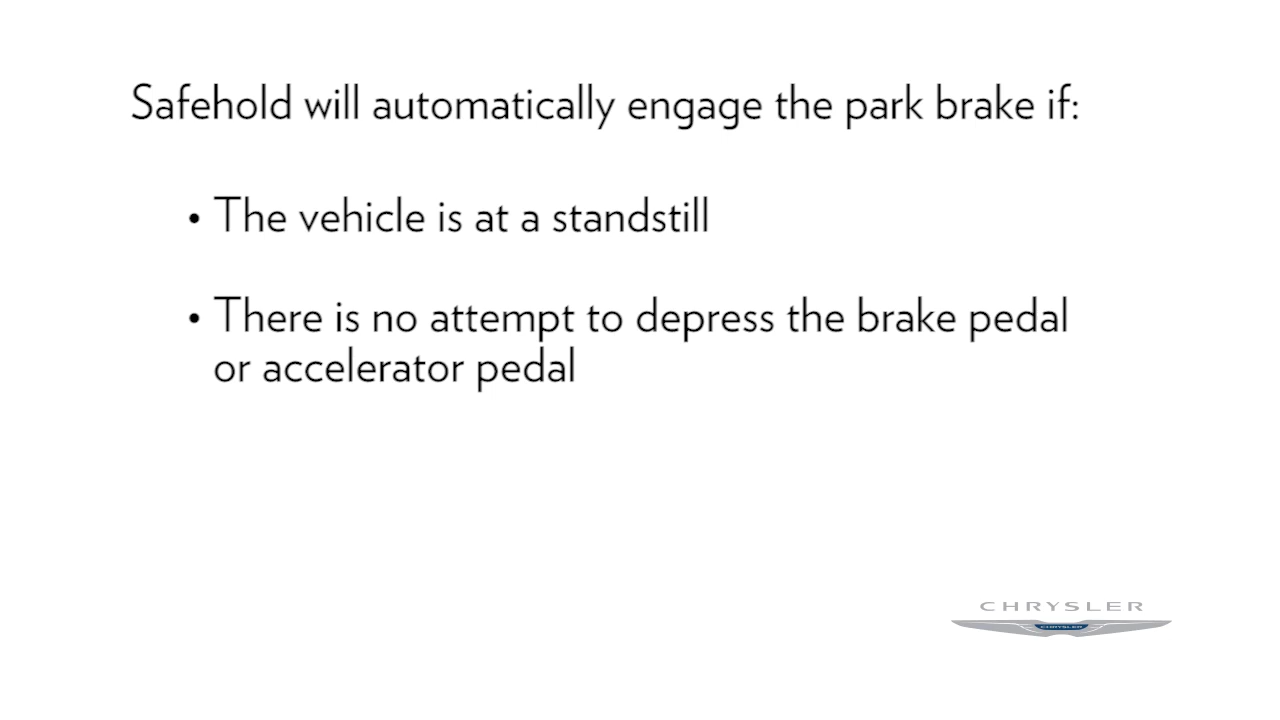 Safehold will automatically engage the park brake if:
• The vehicle is at a standstill
• There is no attempt to depress the brake pedal
or accelerator pedal
CHRYSLER
CHRYSLER